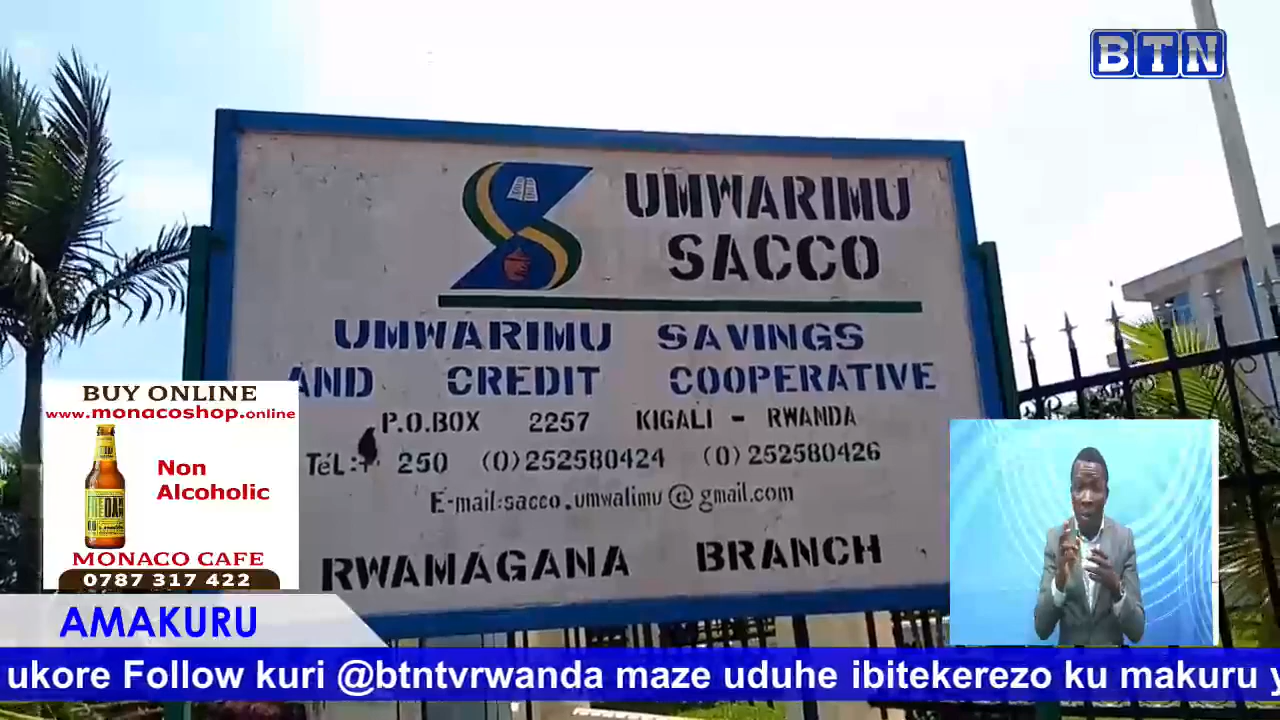 BTN
UMWARIMU
SACCO
UMWARIMU SAVINGS
AND CREDIT COOPERATIVE
P.O.BOX 2257 KIGALI - RWANDA
TéL:+ 250 (0)252580424 (0)252580426
E-mail:sacco.umwalimu@gmail.com
RWAMAGANA BRANCH
BUY ONLINE
www.monacoshop.online
Non
Alcoholic
MONACO CAFE
0787 317 422
AMAKURU
ukore Follow kuri @btntvrwanda maze uduhe ibitekerezo ku makuru y